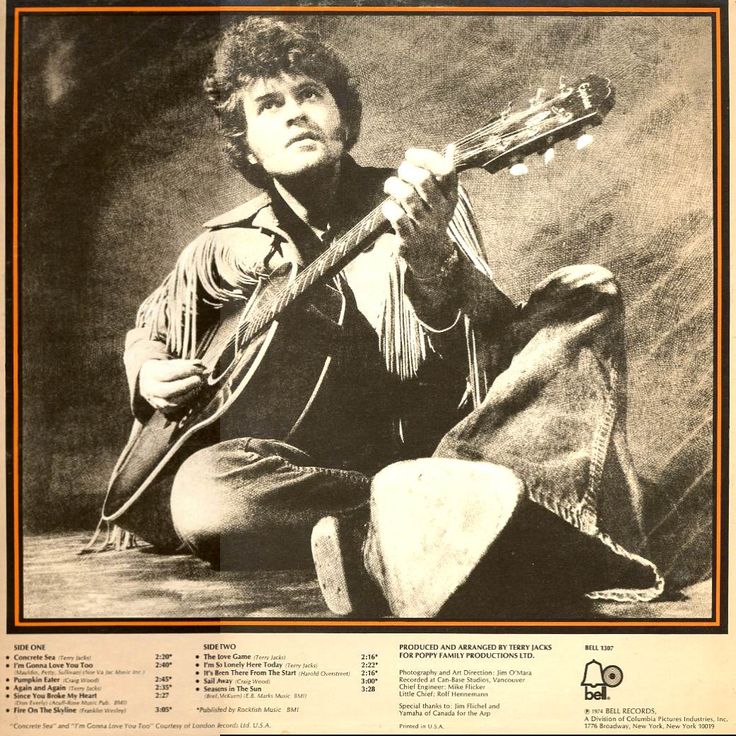 SIDE ONE
• Concrete Sea (Terry Jacks) 2:20*
• I'm Gonna Love You Too 2:40*
(Mauldin, Petty, Sullivan) (Nor Va Jac Music Inc.)
• Pumpkin Eater (Craig Wood) 2:45*
• Again and Again (Terry Jacks) 2:35*
• Since You Broke My Heart 2:27
(Don Everly) (Acuff-Rose Music Pub. BMI)
• Fire On The Skyline (Franklin Wesley) 3:05*
"Concrete Sea" and "I'm Gonna Love You Too" Courtesy of London Records Ltd. U.S.A.
SIDE TWO
• The Love Game (Terry Jacks) 2:16*
• I'm So Lonely Here Today (Terry Jacks) 2:22*
• It's Been There From The Start (Harold Overstreet) 2:16*
• Sail Away (Craig Wood) 3:00*
• Seasons in The Sun 3:28
(Brel, McKuen) (E.B. Marks Music BMI)
*Published by Rockfish Music BMI
PRODUCED AND ARRANGED BY TERRY JACKS
FOR POPPY FAMILY PRODUCTIONS LTD.
Photography and Art Direction: Jim O'Mara
Recorded at Can-Base Studios, Vancouver
Chief Engineer: Mike Flicker
Little Chief: Rolf Hennemann
Special thanks to: Jim Flichel and
Yamaha of Canada for the Arp
Printed in U.S.A.
BELL 1307
bell
℗ 1974 BELL RECORDS,
A Division of Columbia Pictures Industries, Inc.
1776 Broadway, New York, New York 10019